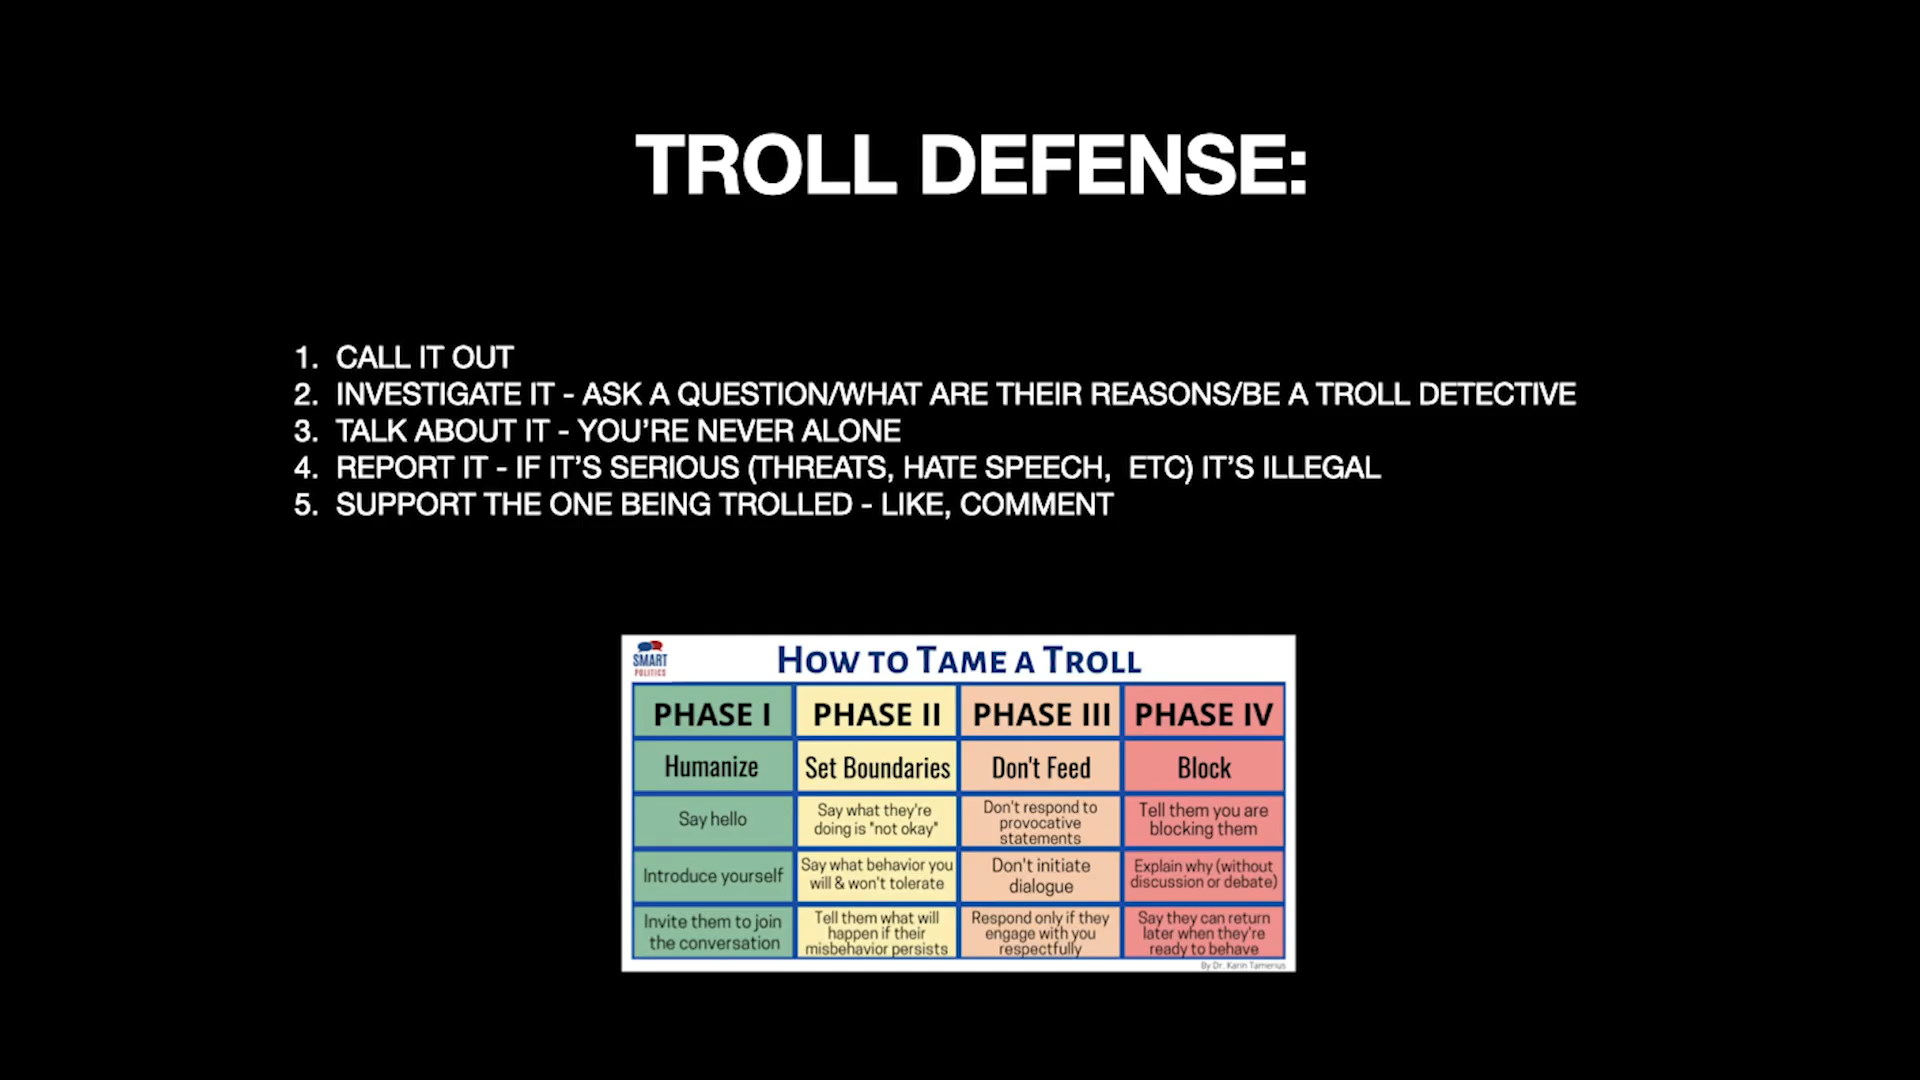 TROLL DEFENSE:
1. CALL IT OUT
2. INVESTIGATE IT - ASK A QUESTION/WHAT ARE THEIR REASONS/BE A TROLL DETECTIVE
3. TALK ABOUT IT - YOU'RE NEVER ALONE
4. REPORT IT - IF IT'S SERIOUS (THREATS, HATE SPEECH,  ETC) IT'S ILLEGAL
5. SUPPORT THE ONE BEING TROLLED - LIKE, COMMENT
SMART
POLITICS
HOW TO TAME A TROLL
PHASE I
PHASE II
PHASE III
PHASE IV
Humanize
Set Boundaries
Don't Feed
Block
Say hello
Say what they're
doing is "not okay"
Don't respond to
provocative
statements
Tell them you are
blocking them
Introduce yourself
Say what behavior you
will & won't tolerate
Don't initiate
dialogue
Explain why (without
discussion or debate)
Invite them to join
the conversation
Tell them what will
happen if their
misbehavior persists
Respond only if they
engage with you
respectfully
Say they can return
later when they're
ready to behave
By Dr. Karin Tamerius